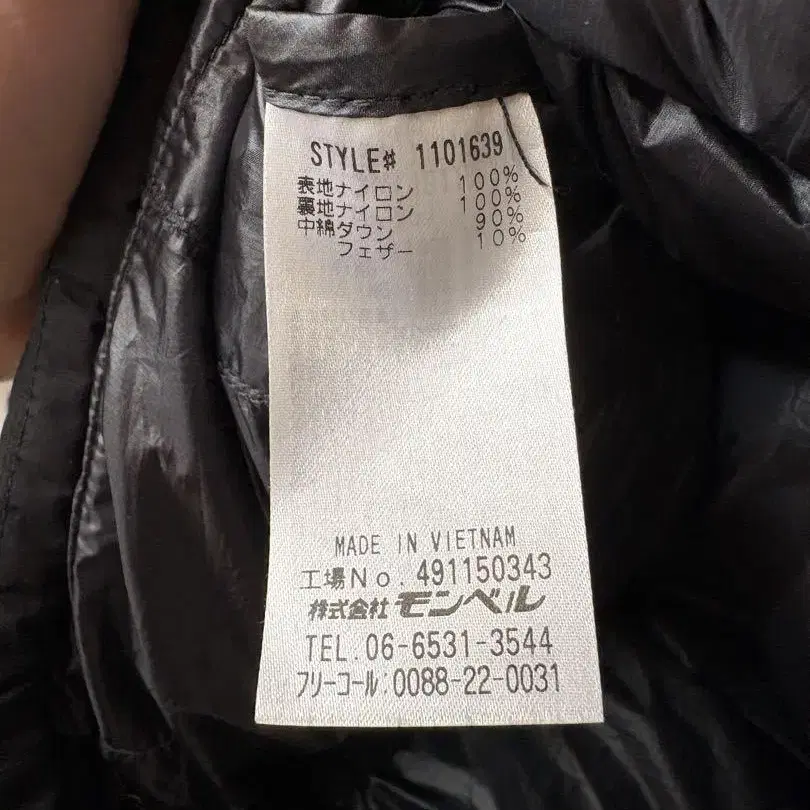 STYLE# 1101639
表地ナイロン 100%
裏地ナイロン 100%
中綿ダウン 90%
フェザー 10%
MADE IN VIETNAM
工場No. 491150343
株式会社モンベル
TEL.06-6531-3544
フリーコール:0088-22-0031